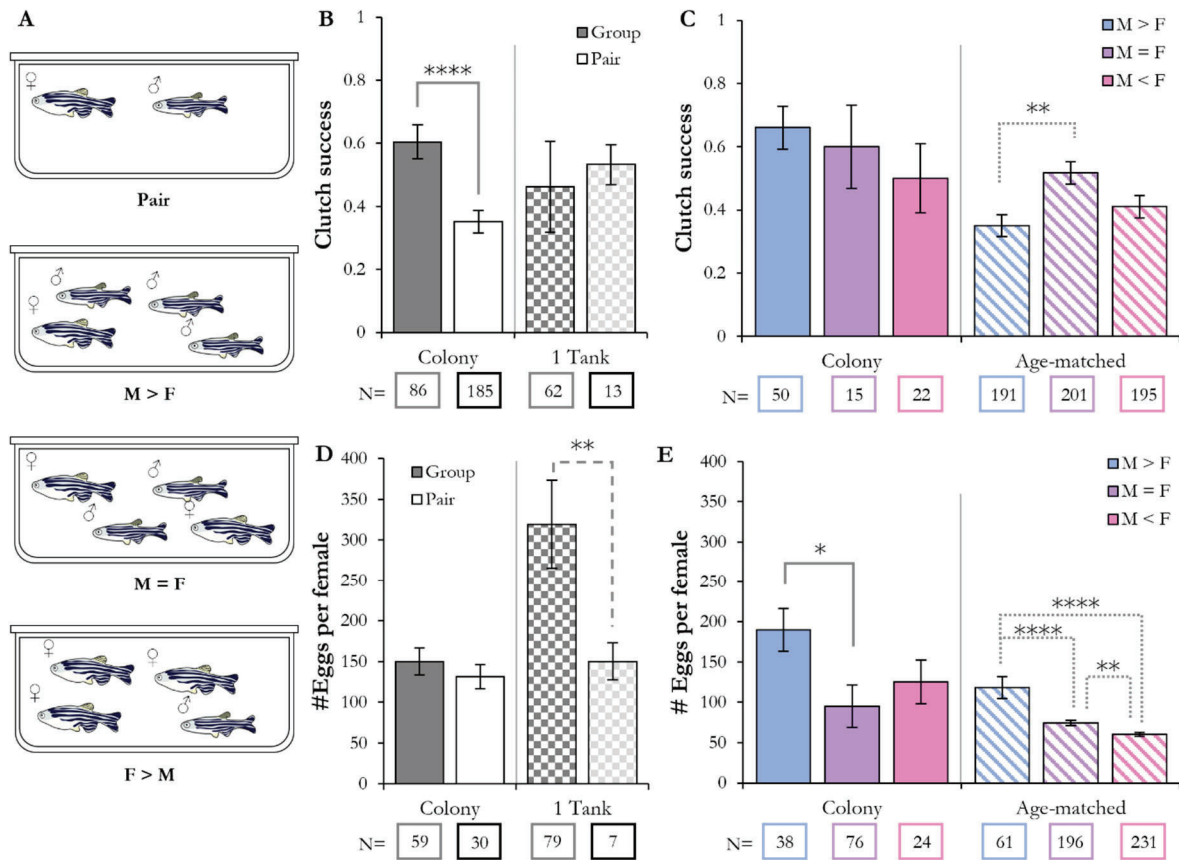 A
♀
♂
Pair
♂
♂
♀
♂
M > F
♀
♂
♂
♀
M = F
♀
♀
♀
♂
F > M
B
Clutch success
1
0.8
0.6
0.4
0.2
0
Group
Pair
****
Colony
1 Tank
N=
86
185
62
13
C
Clutch success
1
0.8
0.6
0.4
0.2
0
M > F
M = F
M < F
**
Colony
Age-matched
N=
50
15
22
191
201
195
D
#Eggs per female
400
350
300
250
200
150
100
50
0
Group
Pair
**
Colony
1 Tank
N=
59
30
79
7
E
# Eggs per female
400
350
300
250
200
150
100
50
0
M > F
M = F
M < F
*
****
****
**
Colony
Age-matched
N=
38
76
24
61
196
231